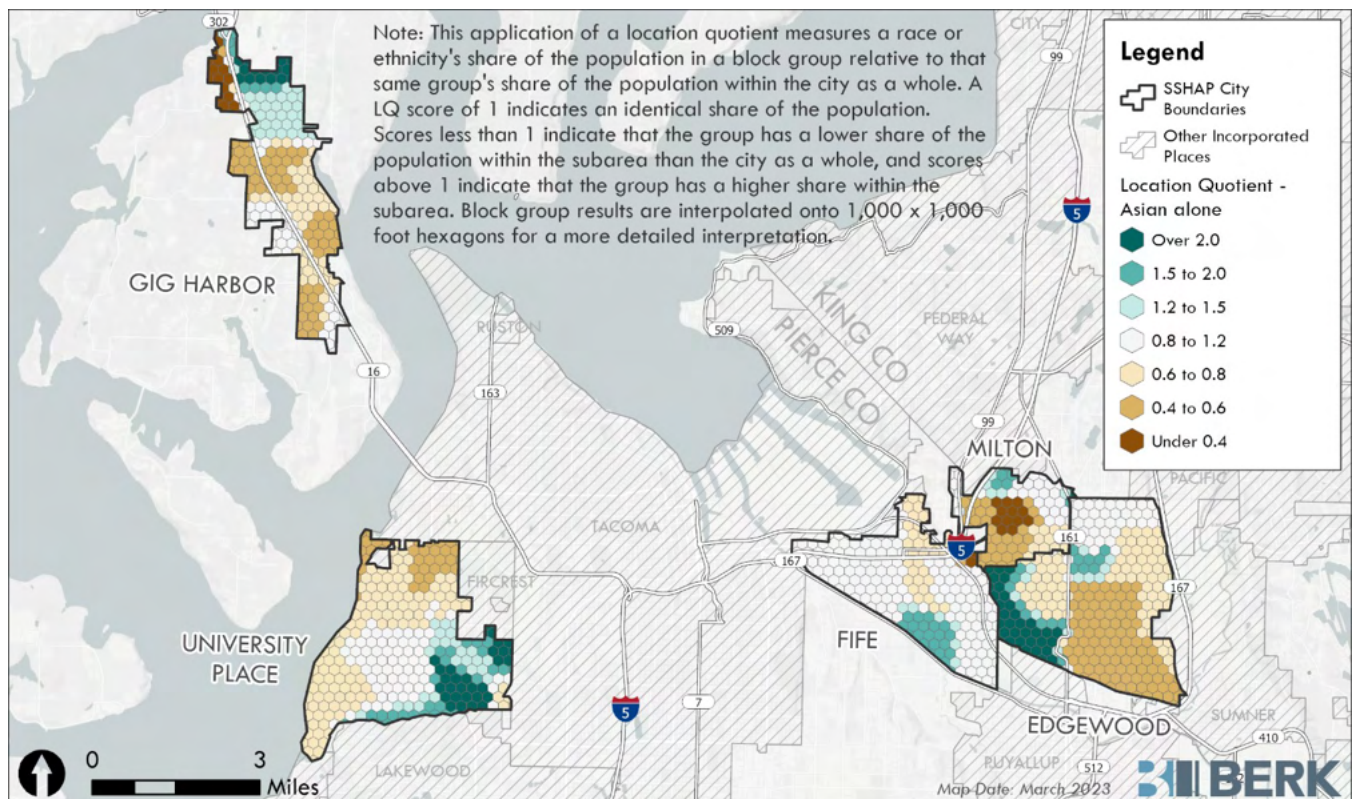 302
Note: This application of a location quotient measures a race or
ethnicity's share of the population in a block group relative to that
same group's share of the population within the city as a whole. A
LQ score of 1 indicates an identical share of the population.
Scores less than 1 indicate that the group has a lower share of the
population within the subarea than the city as a whole, and scores
above 1 indicate that the group has a higher share within the
subarea. Block group results are interpolated onto 1,000 x 1,000
foot hexagons for a more detailed interpretation.
CITY
99
Legend
SSHAP City
Boundaries
Other Incorporated
Places
Location Quotient -
Asian alone
Over 2.0
1.5 to 2.0
1.2 to 1.5
0.8 to 1.2
0.6 to 0.8
0.4 to 0.6
Under 0.4
5
GIG HARBOR
RUSTON
509
KING CO
PIERCE CO
FEDERAL
WAY
16
163
99
MILTON
PACIFIC
TACOMA
161
5
167
167
FIRCREST
UNIVERSITY
PLACE
FIFE
5
7
EDGEWOOD
SUMNER
410
0
3
Miles
LAKEWOOD
PUYALLUP
512
Map Date: March 2023
BERK